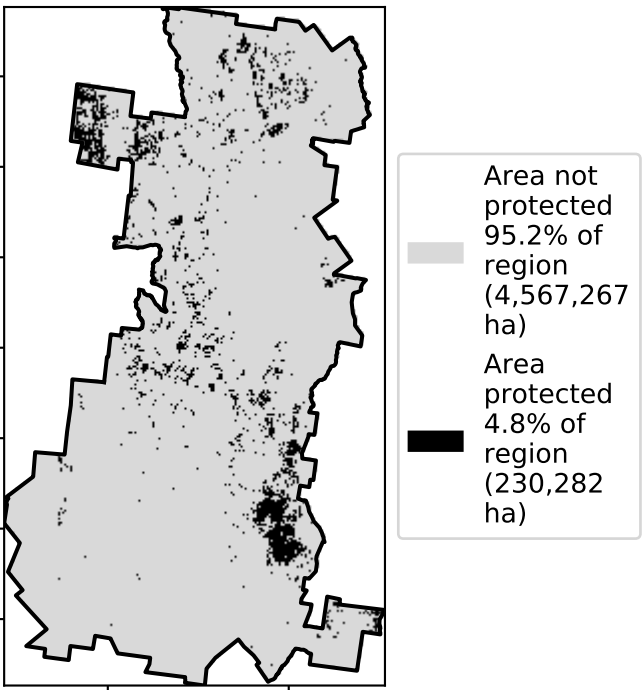 Area not
protected
95.2% of
region
(4,567,267
ha)
Area
protected
4.8% of
region
(230,282
ha)